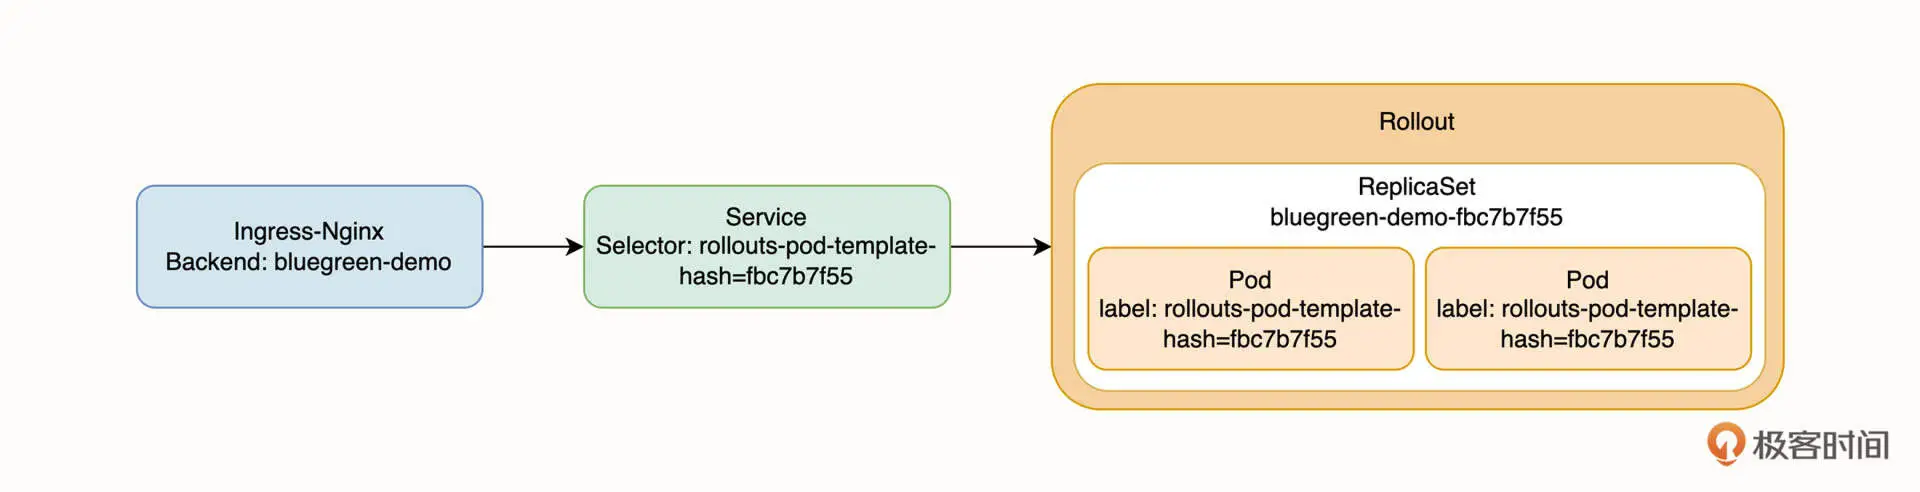 Ingress-Nginx
Backend: bluegreen-demo
Service
Selector: rollouts-pod-template-
hash=fbc7b7f55
Rollout
ReplicaSet
bluegreen-demo-fbc7b7f55
Pod
label: rollouts-pod-template-
hash=fbc7b7f55
Pod
label: rollouts-pod-template-
hash=fbc7b7f55
极客时间